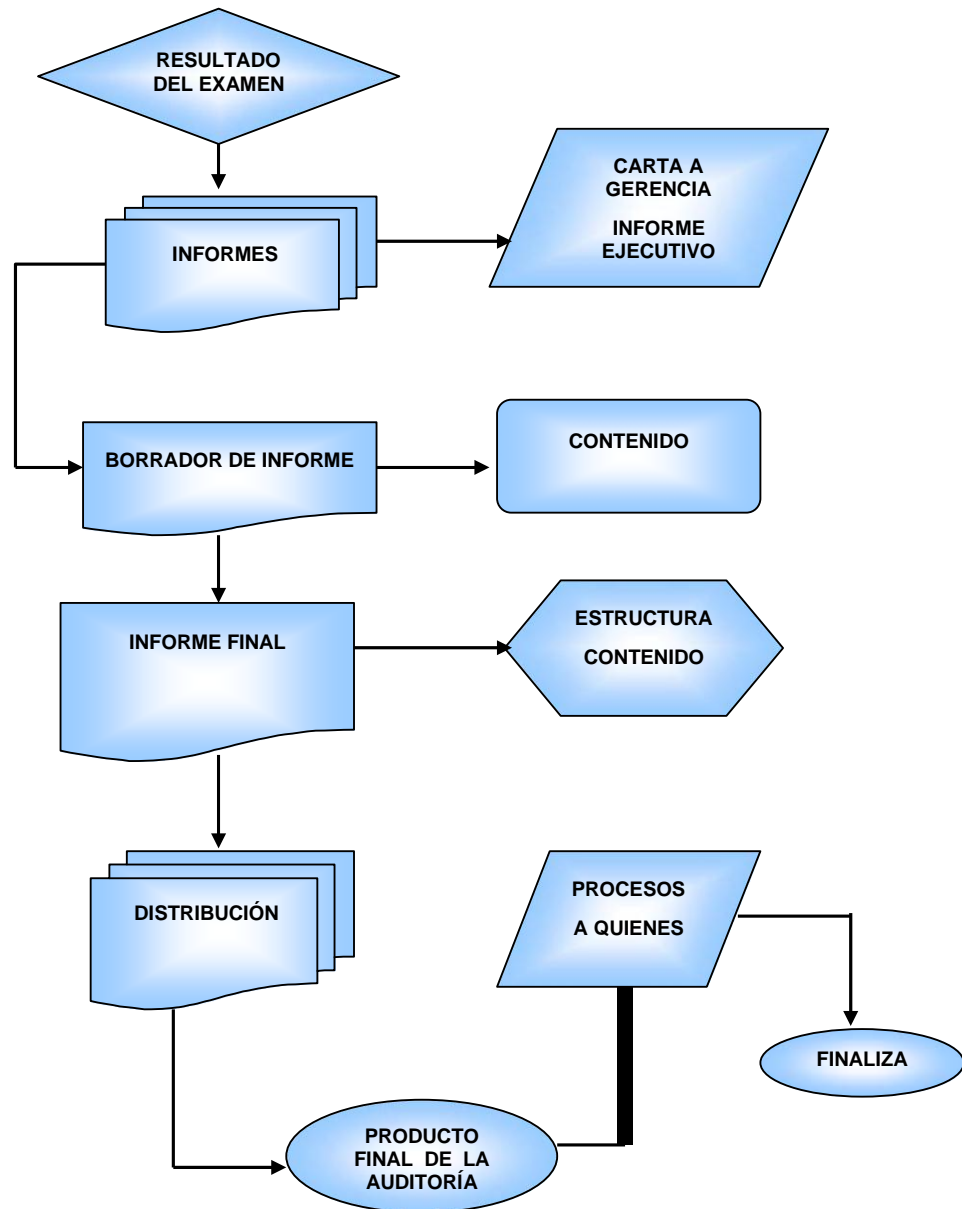 RESULTADO
DEL EXAMEN
CARTA A
GERENCIA
INFORME
EJECUTIVO
INFORMES
BORRADOR DE INFORME
CONTENIDO
INFORME FINAL
ESTRUCTURA
CONTENIDO
DISTRIBUCIÓN
PROCESOS
A QUIENES
FINALIZA
PRODUCTO
FINAL DE LA
AUDITORÍA